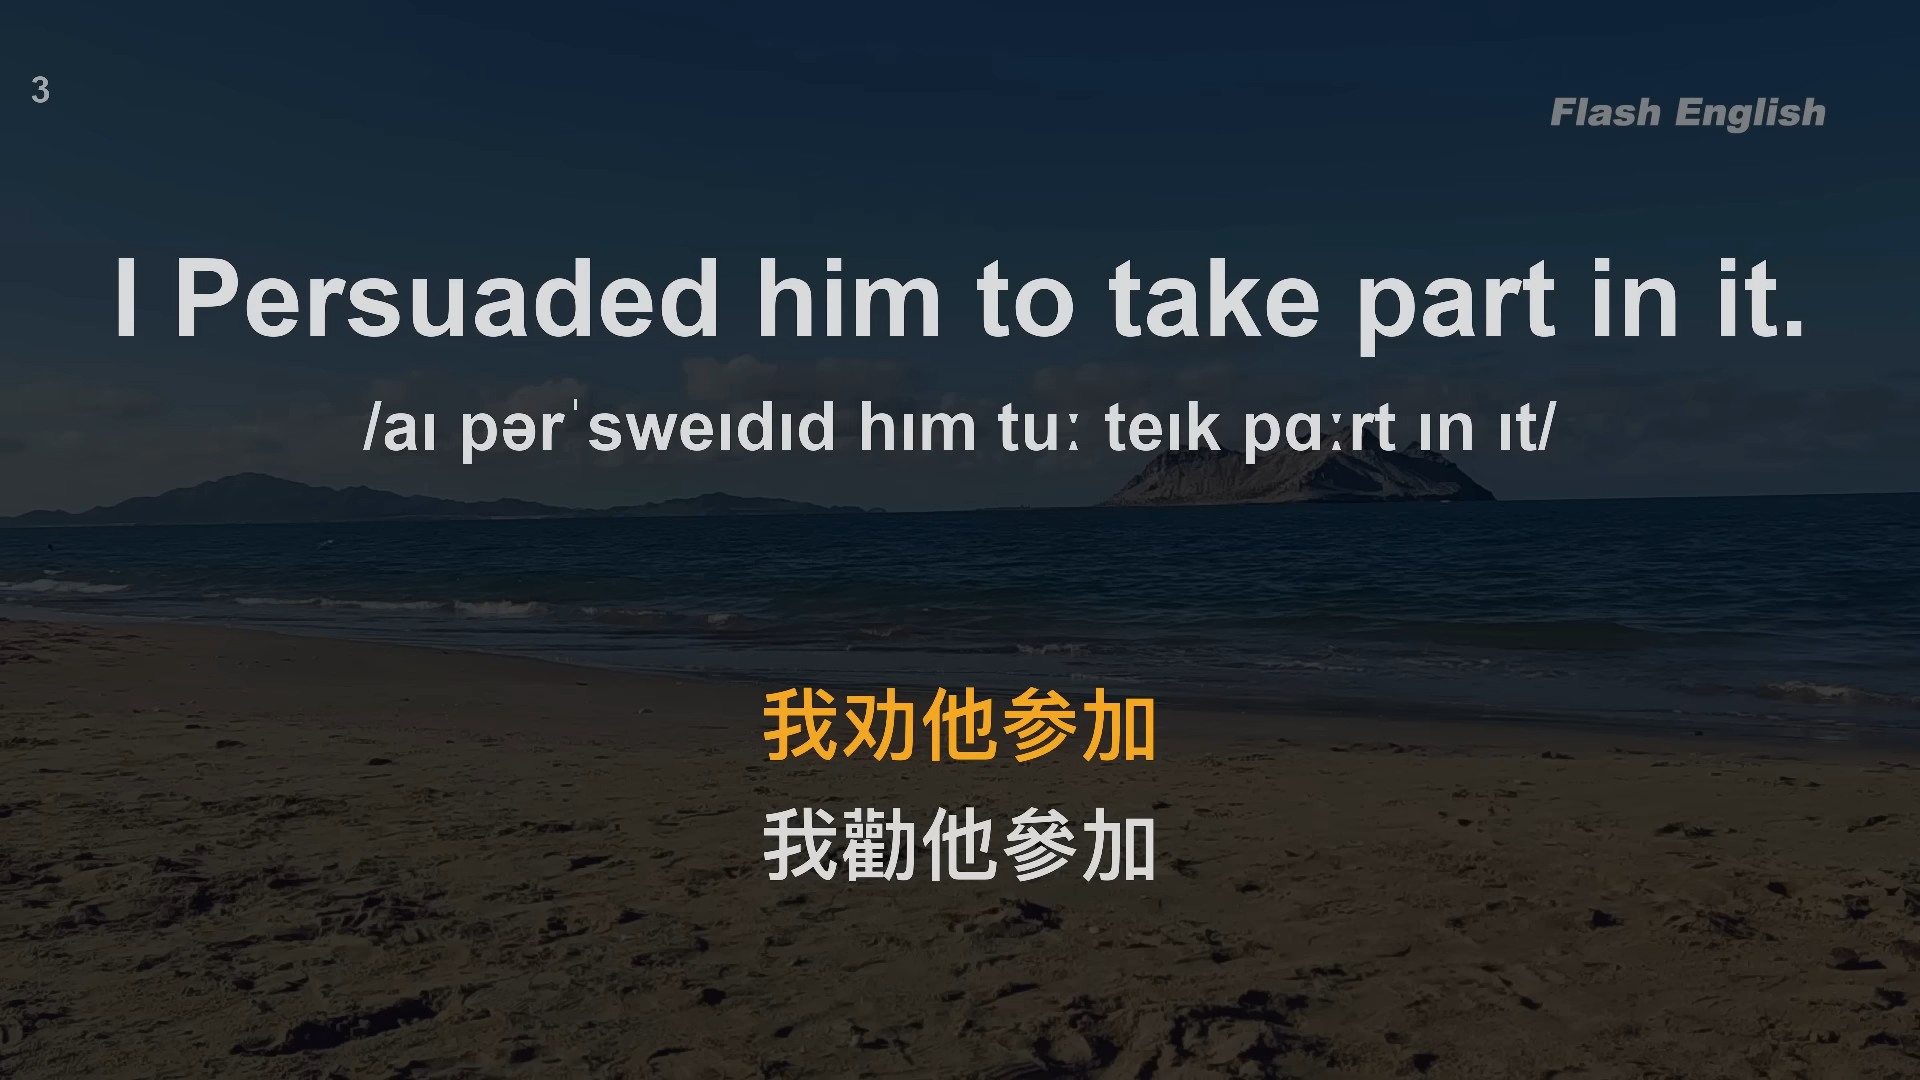 3
Flash English
I Persuaded him to take part in it.
/aɪ pərˈsweɪdɪd hɪm tuː teɪk pɑːrt ɪn ɪt/
我劝他参加
我勸他參加